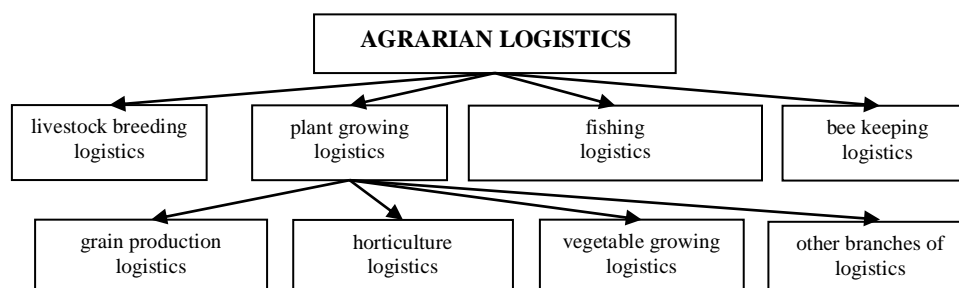 AGRARIAN LOGISTICS
livestock breeding
logistics
plant growing
logistics
fishing
logistics
bee keeping
logistics
grain production
logistics
horticulture
logistics
vegetable growing
logistics
other branches of
logistics